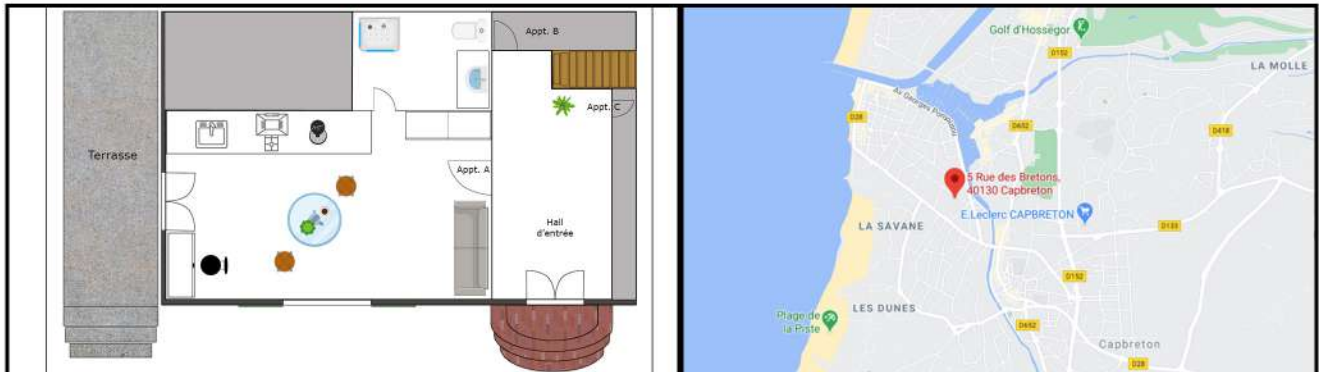 Appt. B
Appt. C
Terrasse
Appt. A
Hall
d'entrée
Golf d'Hossegor
D152
LA MOLLE
Av. Georges Pompidou
D28
D652
D418
5 Rue des Bretons,
40130 Capbreton
E.Leclerc CAPBRETON
LA SAVANE
D133
D152
LES DUNES
Plage de
la Piste
D652
Capbreton
D28